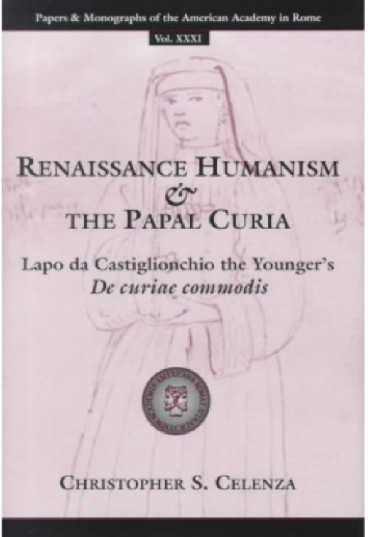 Papers & Monographs of the American Academy in Rome
Vol. XXXI
RENAISSANCE HUMANISM
&
THE PAPAL CURIA
Lapo da Castiglionchio the Younger's
De curiae commodis
CHRISTOPHER S. CELENZA